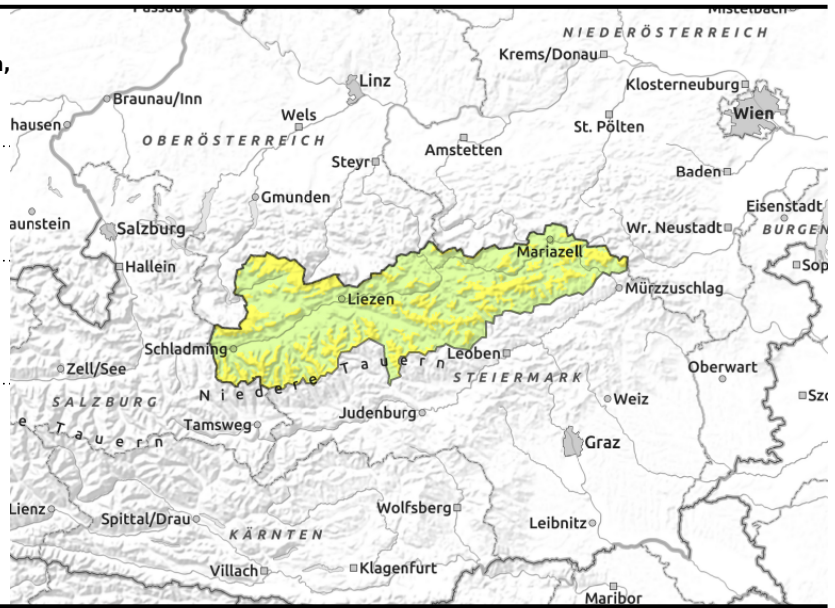 Passau
Mistelbach
NIEDERÖSTERREICH
Krems/Donau
Linz
Klosterneuburg
Braunau/Inn
Wien
Wels
hausen
St. Pölten
OBERÖSTERREICH
Amstetten
Steyr
Baden
Gmunden
Eisenstadt
aunstein
Salzburg
Wr. Neustadt
BURGEN
Mariazell
Hallein
Sop
Mürzzuschlag
Liezen
Schladming
Leoben
Zell/See
Oberwart
Niedere Tauern
STEIERMARK
SALZBURG
Weiz
Szo
Judenburg
e Tauern
Tamsweg
Graz
Wolfsberg
Lienz
Spittal/Drau
Leibnitz
KÄRNTEN
Villach
Klagenfurt
Maribor